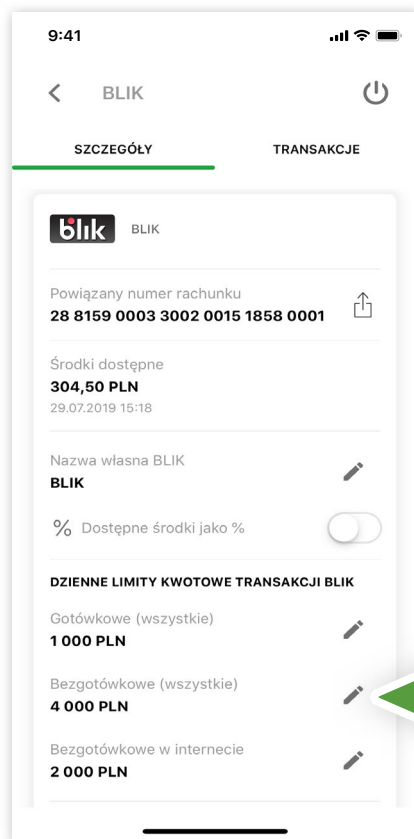 9:41
BLIK
SZCZEGÓŁY TRANSAKCJE
blik BLIK
Powiązany numer rachunku
28 8159 0003 3002 0015 1858 0001
Środki dostępne
304,50 PLN
29.07.2019 15:18
Nazwa własna BLIK
BLIK
% Dostępne środki jako %
DZIENNE LIMITY KWOTOWE TRANSAKCJI BLIK
Gotówkowe (wszystkie)
1 000 PLN
Bezgotówkowe (wszystkie)
4 000 PLN
Bezgotówkowe w internecie
2 000 PLN